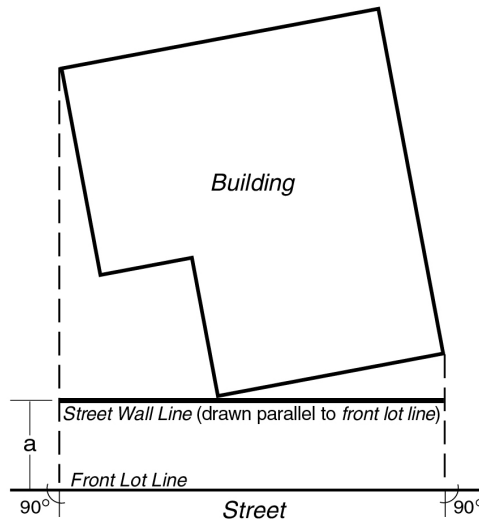 Building
Street Wall Line (drawn parallel to front lot line)
a
Front Lot Line
90° Street 90°